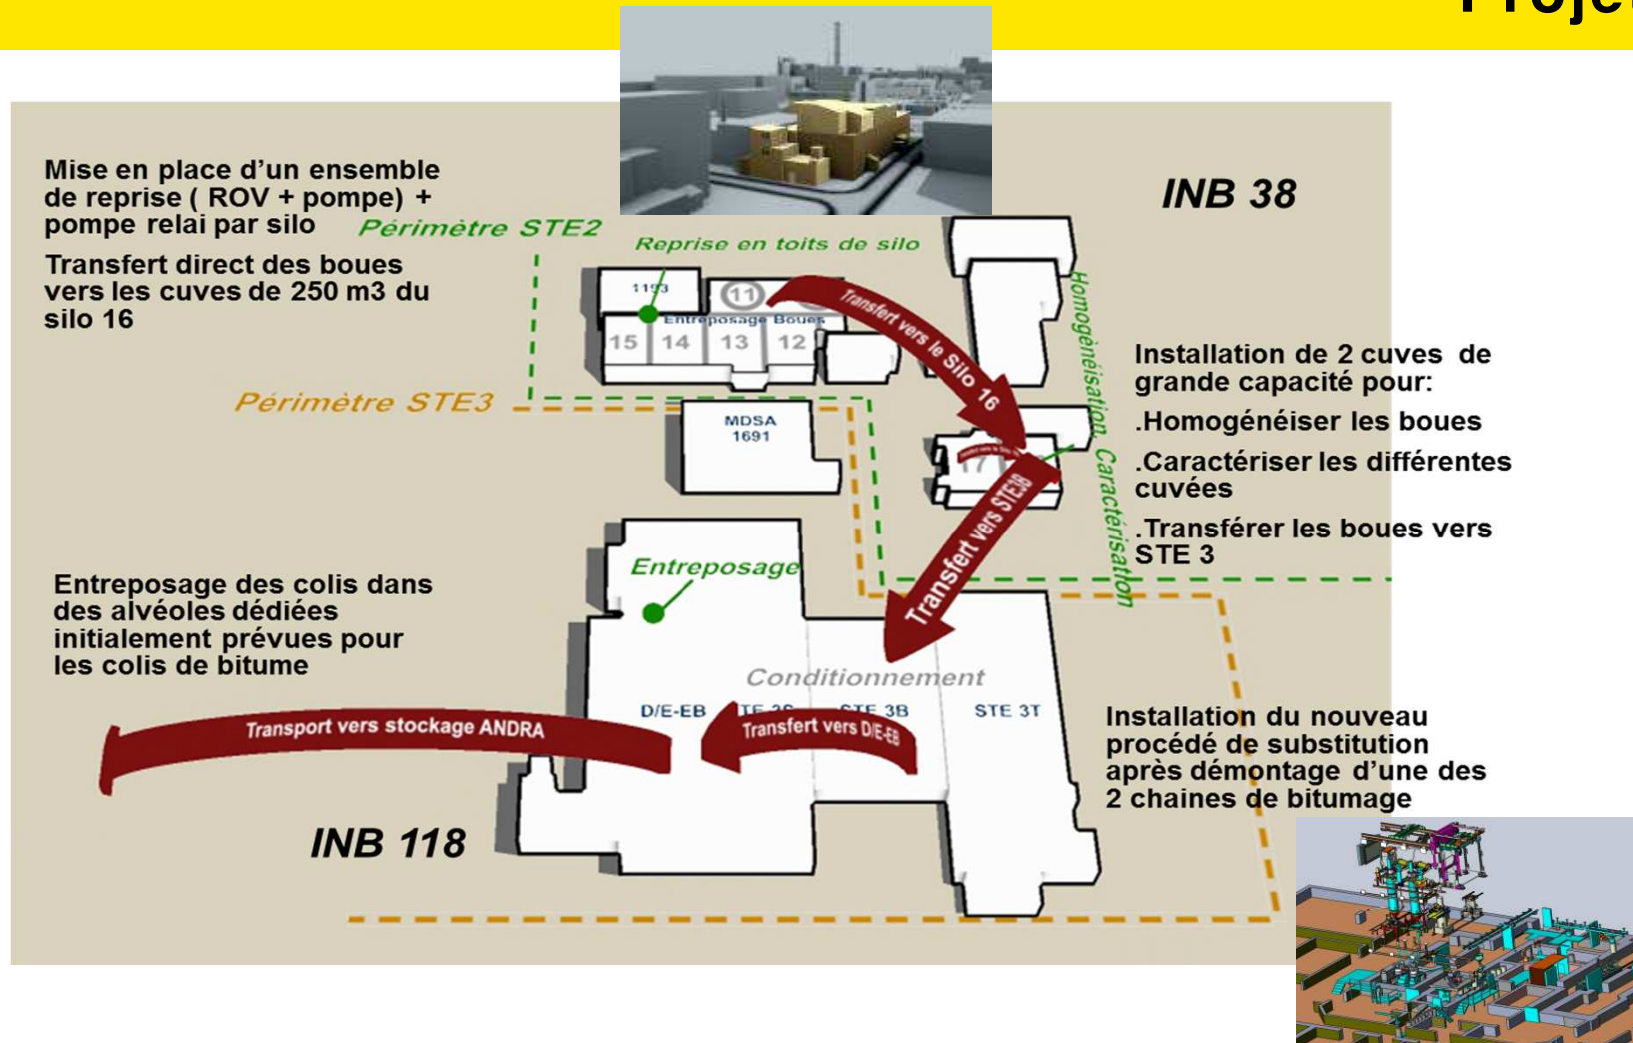 Projet
Mise en place d’un ensemble
de reprise ( ROV + pompe) +
pompe relai par silo
Transfert direct des boues
vers les cuves de 250 m3 du
silo 16
Périmètre STE2
Reprise en toits de silo
INB 38
1193
11
Entreposage Boues
15
14
13
12
Transfert vers le Silo 16
Homogènéisation, Caractérisation
Installation de 2 cuves de
grande capacité pour:
.Homogénéiser les boues
.Caractériser les différentes
cuvées
.Transférer les boues vers
STE 3
Périmètre STE3
MDSA
1691
17
Transfert vers STE3B
Entreposage
Entreposage des colis dans
des alvéoles dédiées
initialement prévues pour
les colis de bitume
Conditionnement
D/E-EB
STE 3B
STE 3T
Transfert vers D/E-EB
Transport vers stockage ANDRA
Installation du nouveau
procédé de substitution
après démontage d’une des
2 chaines de bitumage
INB 118